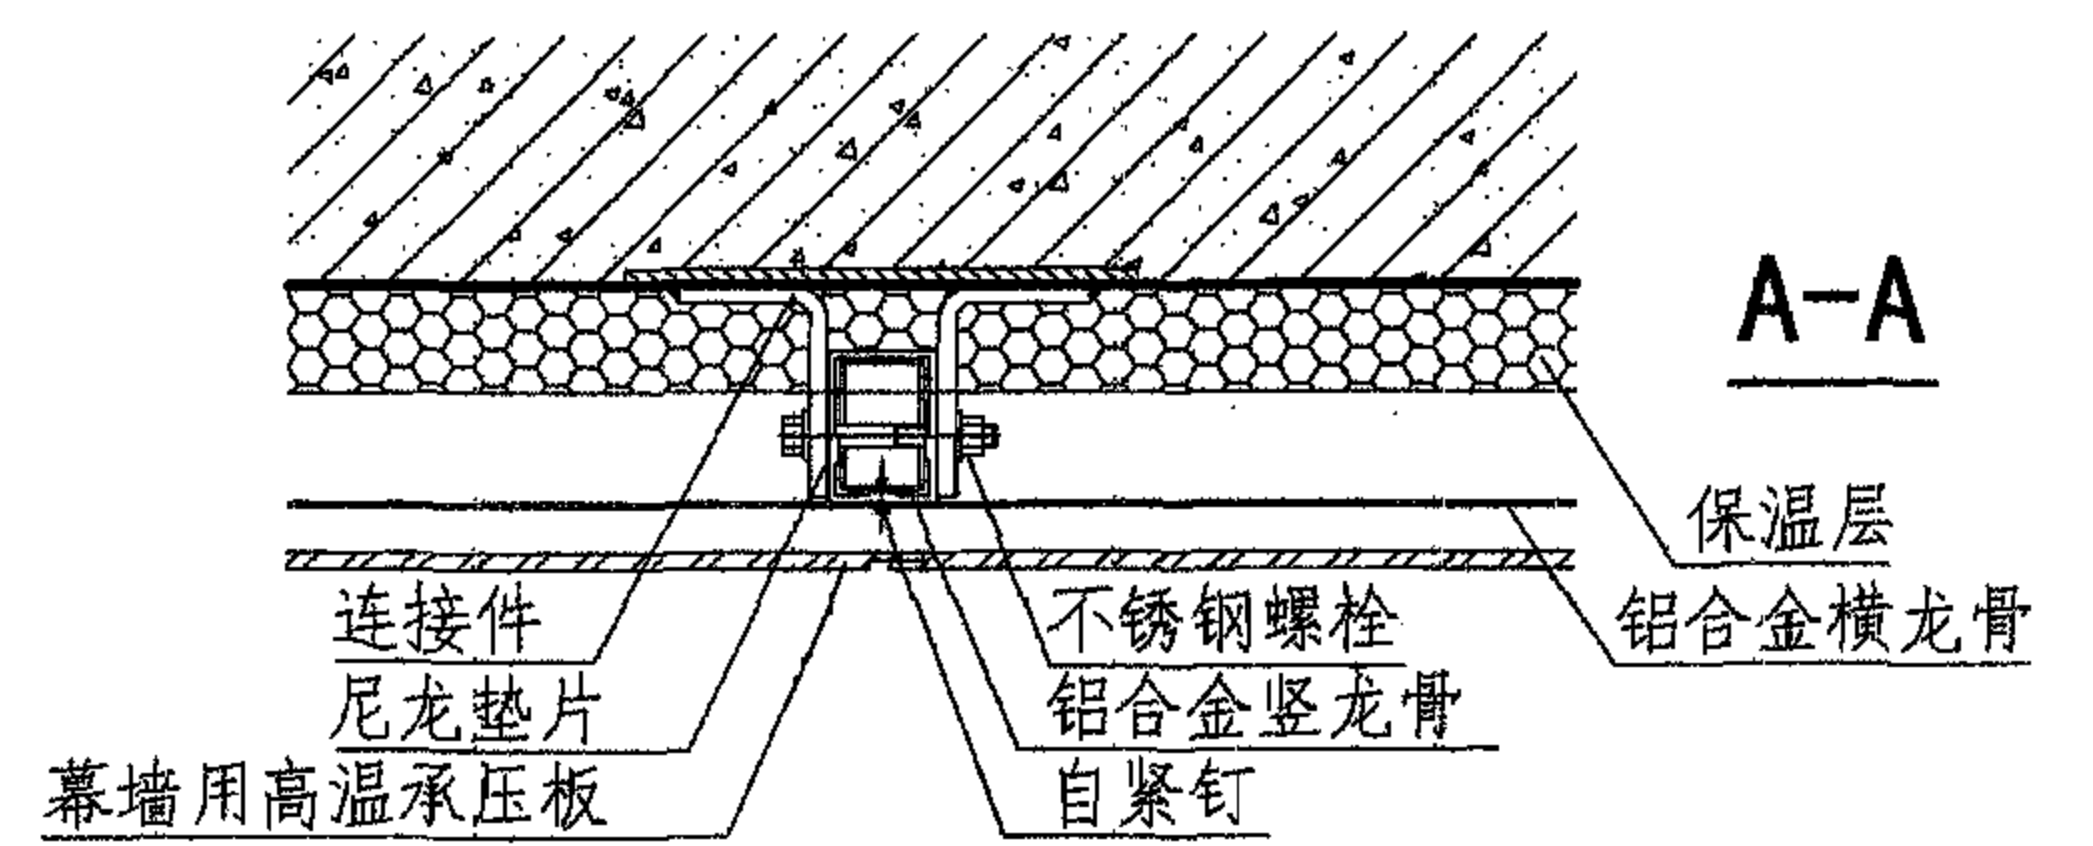 A-A
保温层
连接件
不锈钢螺栓
铝合金横龙骨
尼龙垫片
铝合金竖龙骨
幕墙用高温承压板
自紧钉